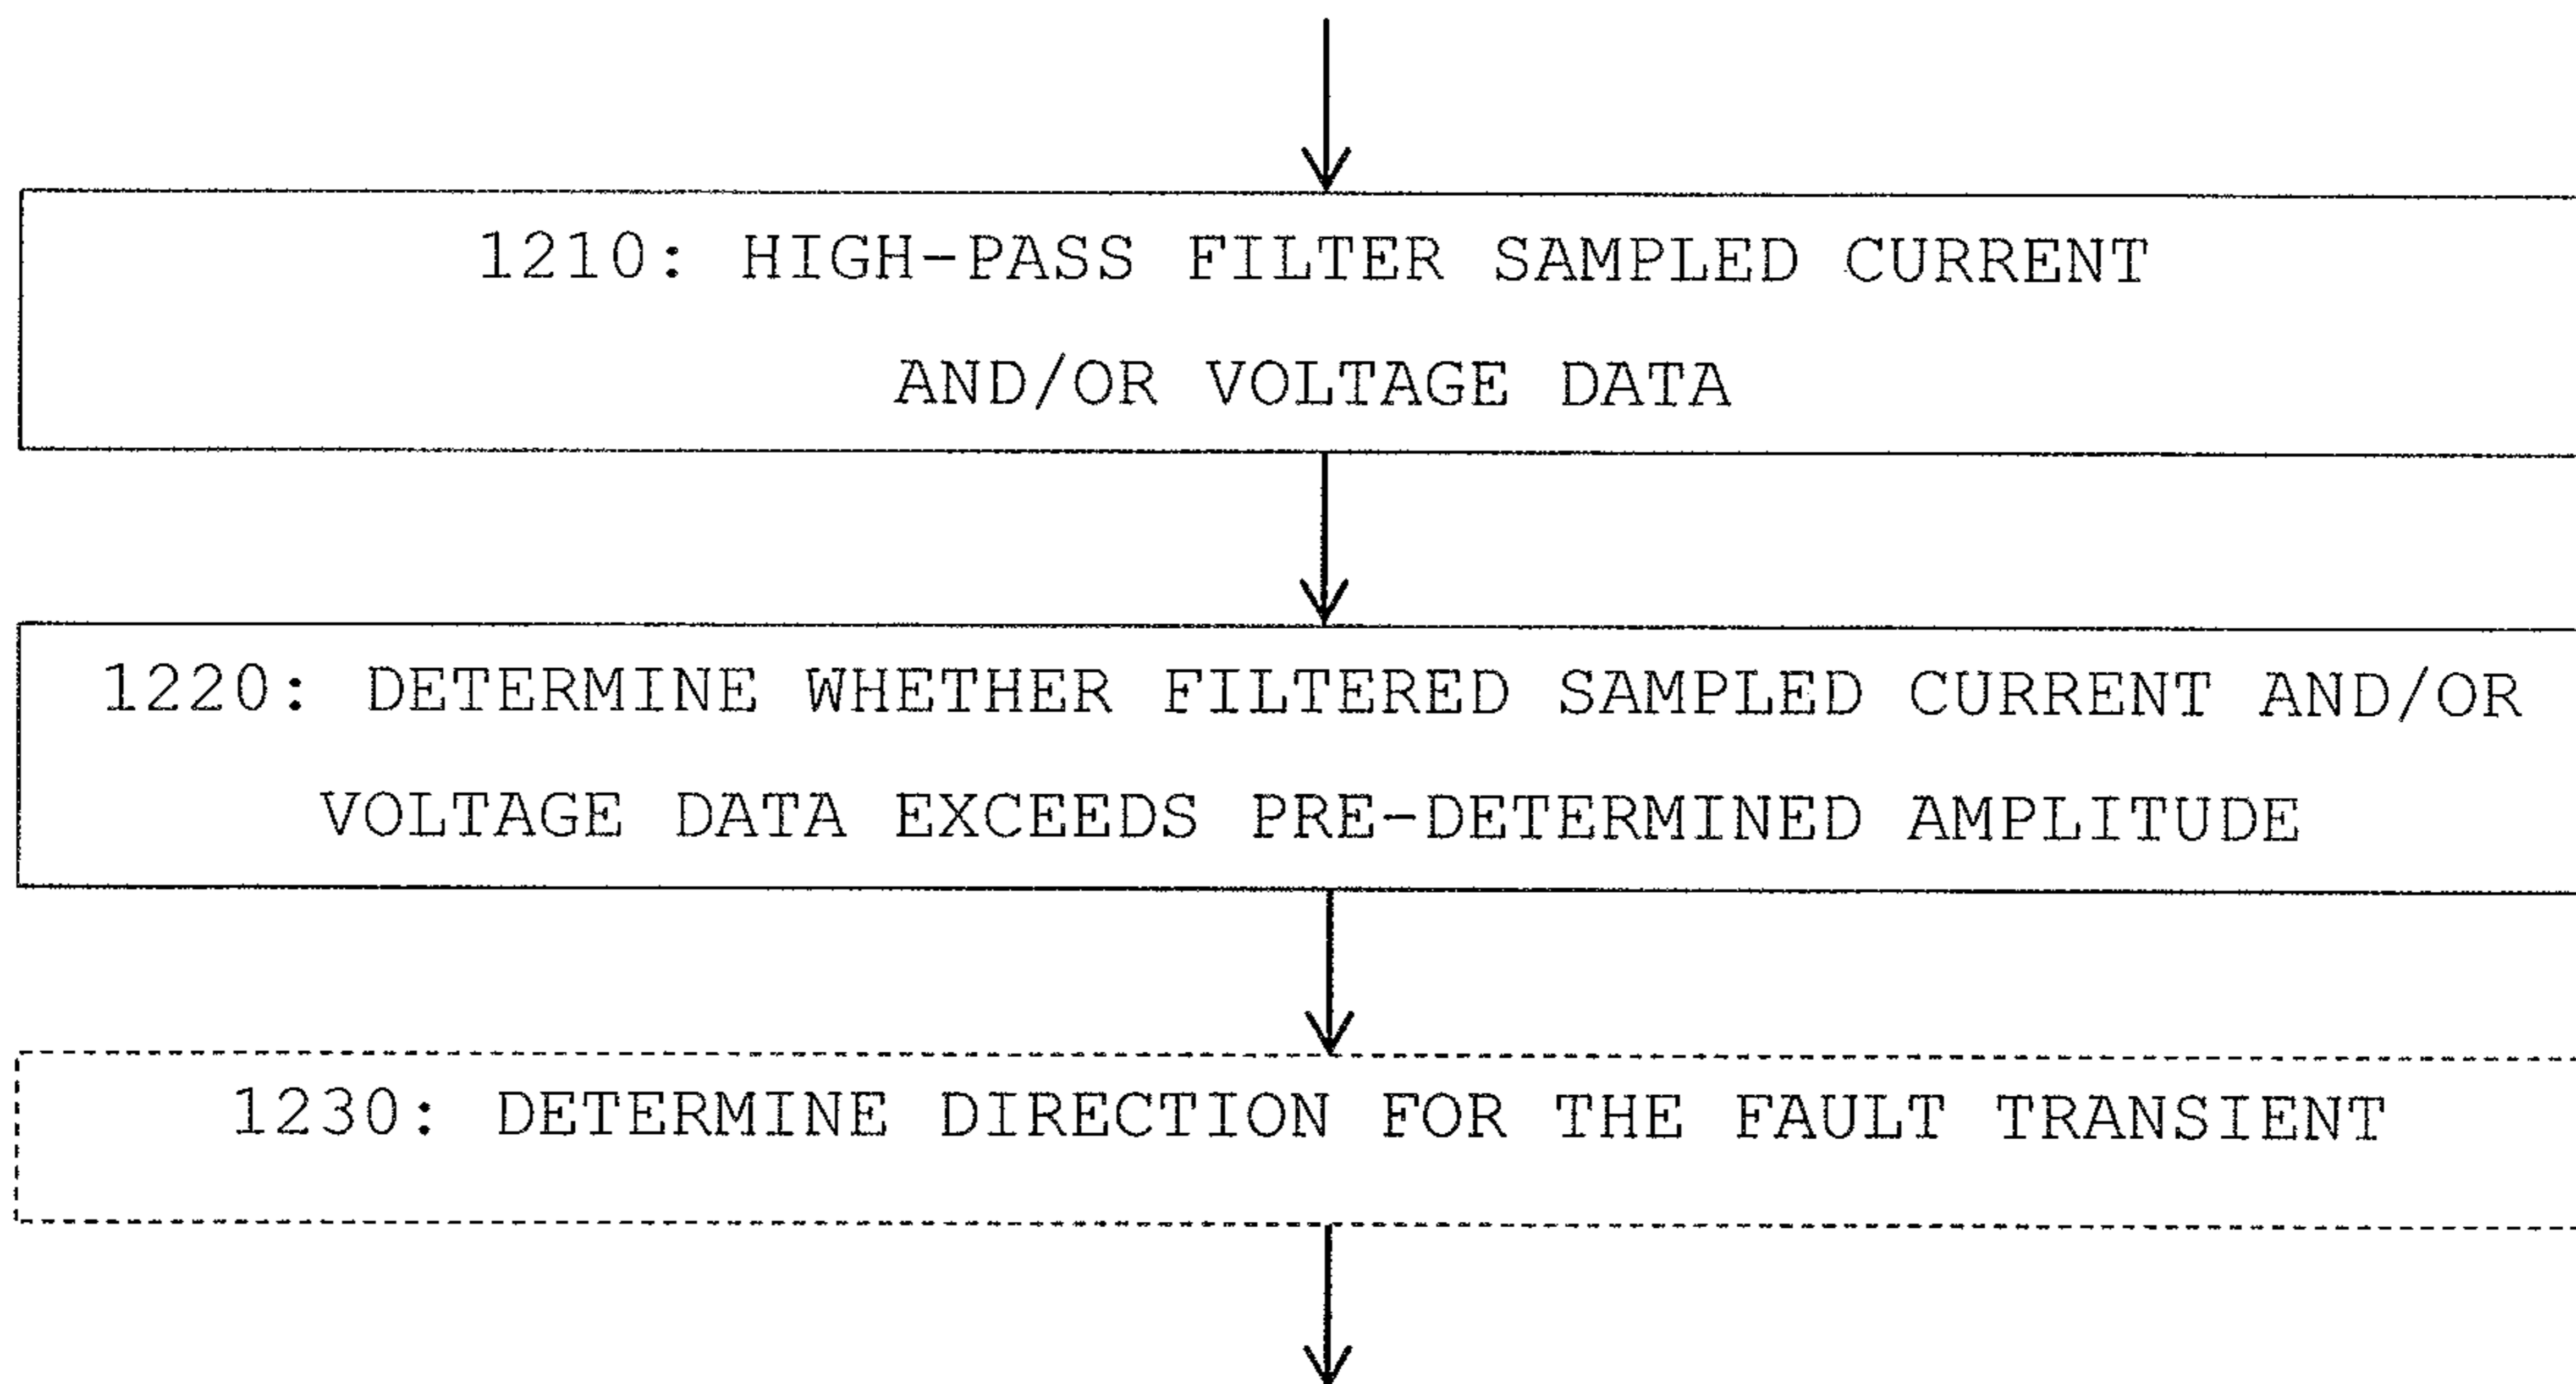 1210: HIGH-PASS FILTER SAMPLED CURRENT
AND/OR VOLTAGE DATA
1220: DETERMINE WHETHER FILTERED SAMPLED CURRENT AND/OR
VOLTAGE DATA EXCEEDS PRE-DETERMINED AMPLITUDE
1230: DETERMINE DIRECTION FOR THE FAULT TRANSIENT